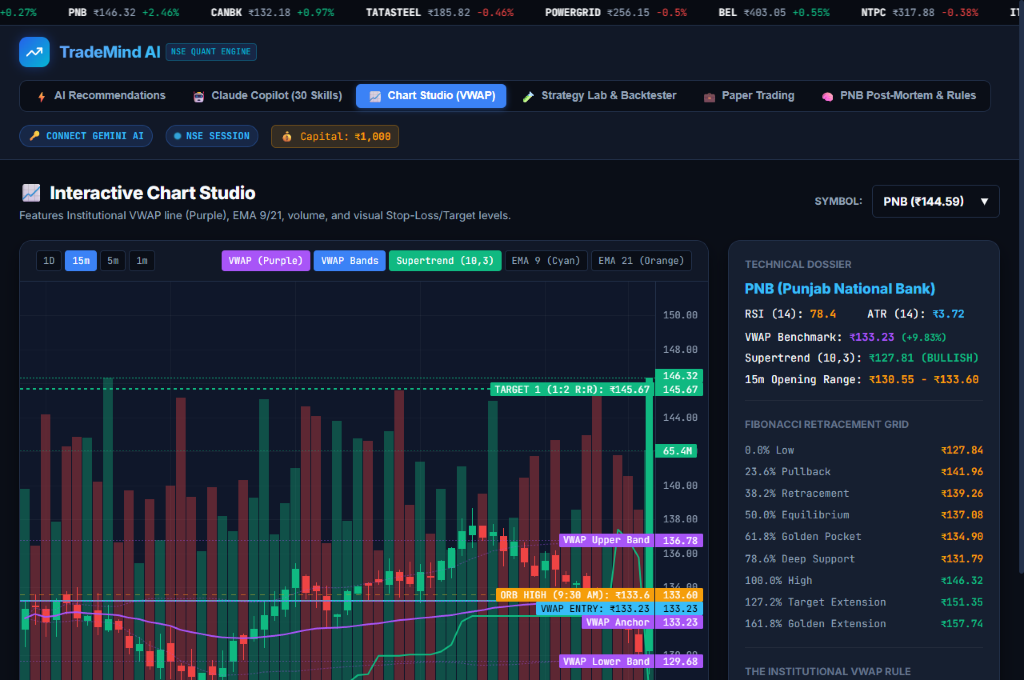 +0.27% PNB ₹146.32 +2.46% CANBK ₹132.18 +0.97% TATASTEEL ₹185.82 -0.46% POWERGRID ₹256.15 -0.5% BEL ₹403.05 +0.55% NTPC ₹317.88 -0.38%
TradeMind AI NSE QUANT ENGINE
AI Recommendations Claude Copilot (30 Skills) Chart Studio (VWAP) Strategy Lab & Backtester Paper Trading PNB Post-Mortem & Rules
CONNECT GEMINI AI NSE SESSION Capital: ₹1,000
Interactive Chart Studio
Features Institutional VWAP line (Purple), EMA 9/21, volume, and visual Stop-Loss/Target levels.
SYMBOL: PNB (₹144.59) ▼
1D 15m 5m 1m VWAP (Purple) VWAP Bands Supertrend (10,3) EMA 9 (Cyan) EMA 21 (Orange)
150.00
148.00
146.32
TARGET 1 (1:2 R:R): ₹145.67 145.67
144.00
65.4M
140.00
138.00
VWAP Upper Band 136.78
136.00
134.00
ORB HIGH (9:30 AM): ₹133.6 133.60
VWAP ENTRY: ₹133.23 133.23
VWAP Anchor 133.23
VWAP Lower Band 129.68
TECHNICAL DOSSIER
PNB (Punjab National Bank)
RSI (14): 78.4 ATR (14): ₹3.72
VWAP Benchmark: ₹133.23 (+9.83%)
Supertrend (10,3): ₹127.81 (BULLISH)
15m Opening Range: ₹130.55 - ₹133.60
FIBONACCI RETRACEMENT GRID
0.0% Low ₹127.84
23.6% Pullback ₹141.96
38.2% Retracement ₹139.26
50.0% Equilibrium ₹137.08
61.8% Golden Pocket ₹134.90
78.6% Deep Support ₹131.79
100.0% High ₹146.32
127.2% Target Extension ₹151.35
161.8% Golden Extension ₹157.74
THE INSTITUTIONAL VWAP RULE